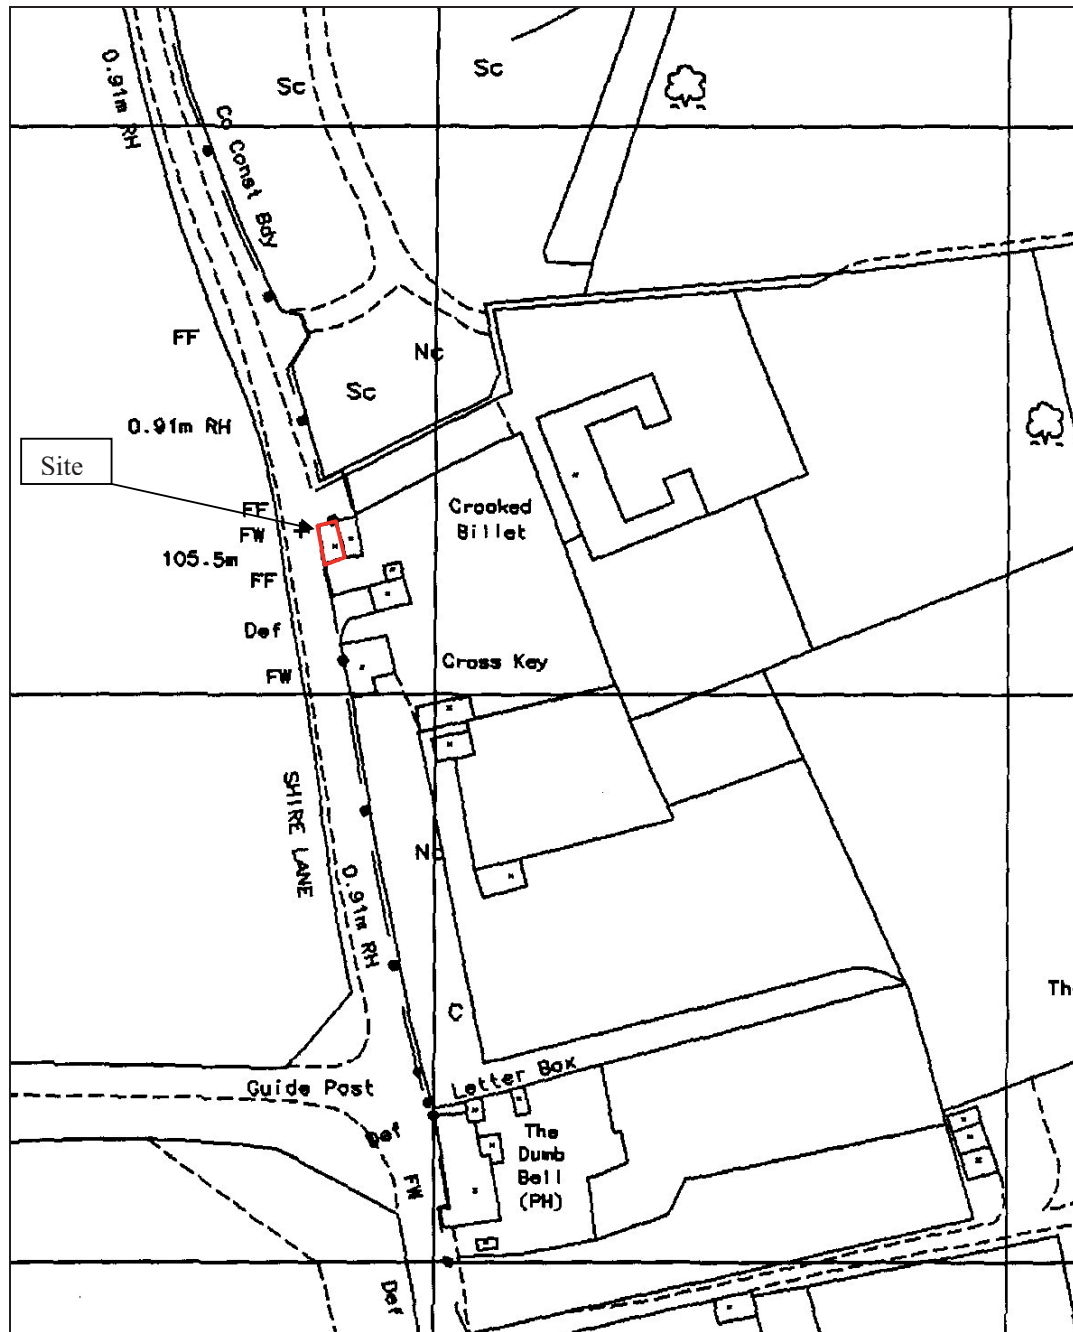 0.91m RH
Co Const Bdy
Sc
Sc
FF
Nc
Sc
0.91m RH
Site
FF
FW
105.5m
FF
Crooked
Billet
Def
Cross Key
FW
SHIRE LANE
0.91m RH
C
Guide Post
Letter Box
Def
FW
The
Dumb
Bell
(PH)
Def